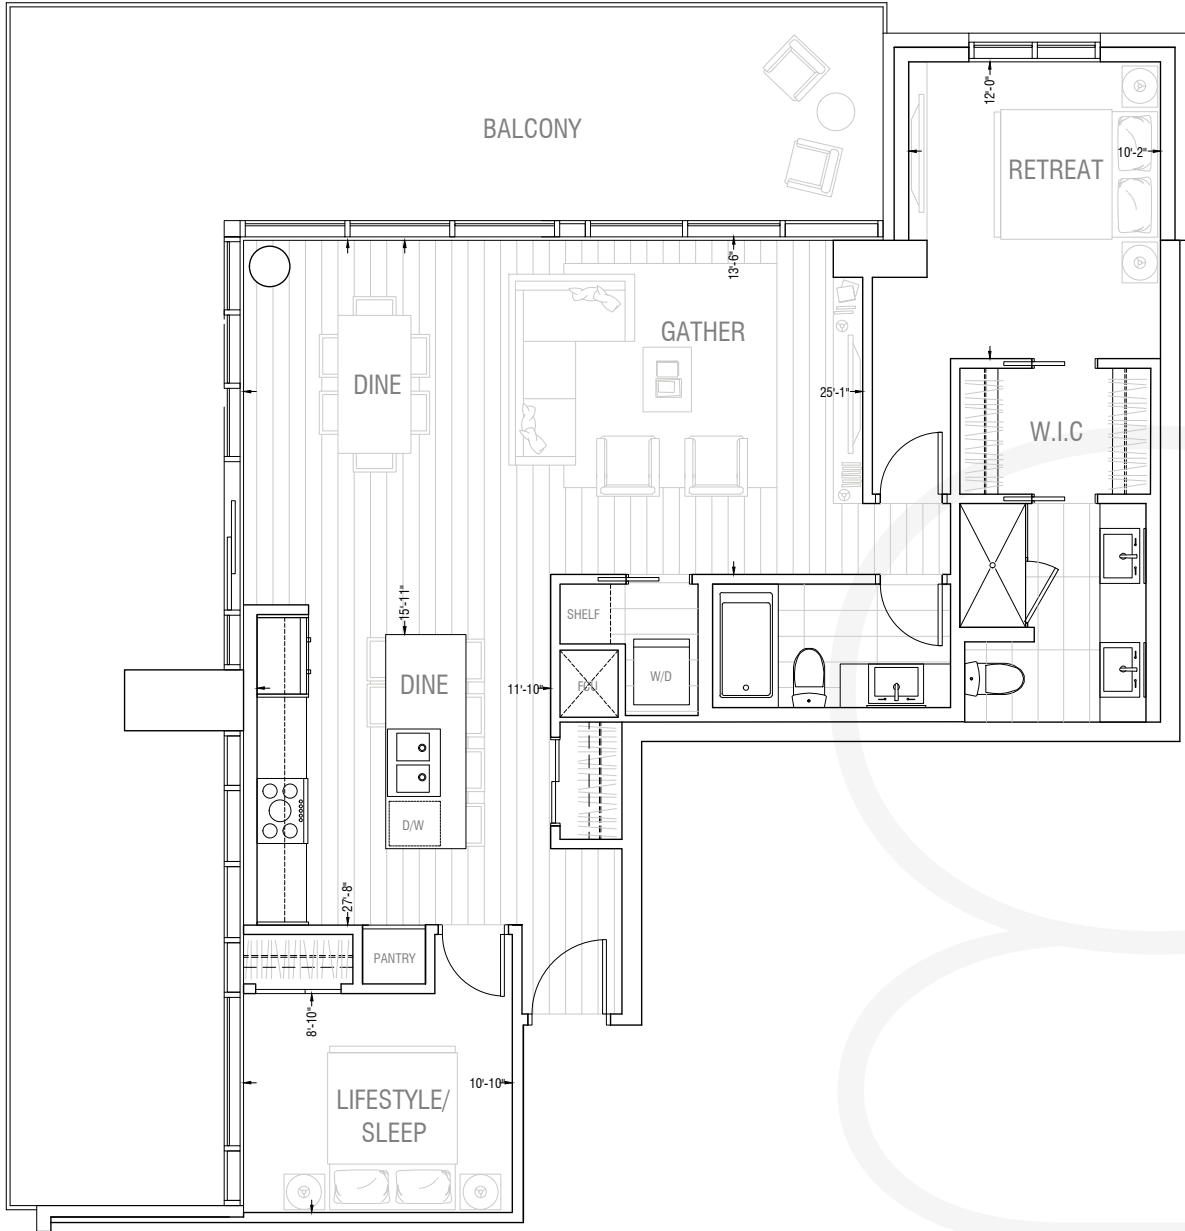 BALCONY
12'-0"
10'-2"
RETREAT
13'-6"
GATHER
DINE
25'-1"
W.I.C
15'-11"
SHELF
DINE
W/D
FCU
11'-10"
D/W
27'-8"
PANTRY
8'-10"
10'-10"
LIFESTYLE/
SLEEP